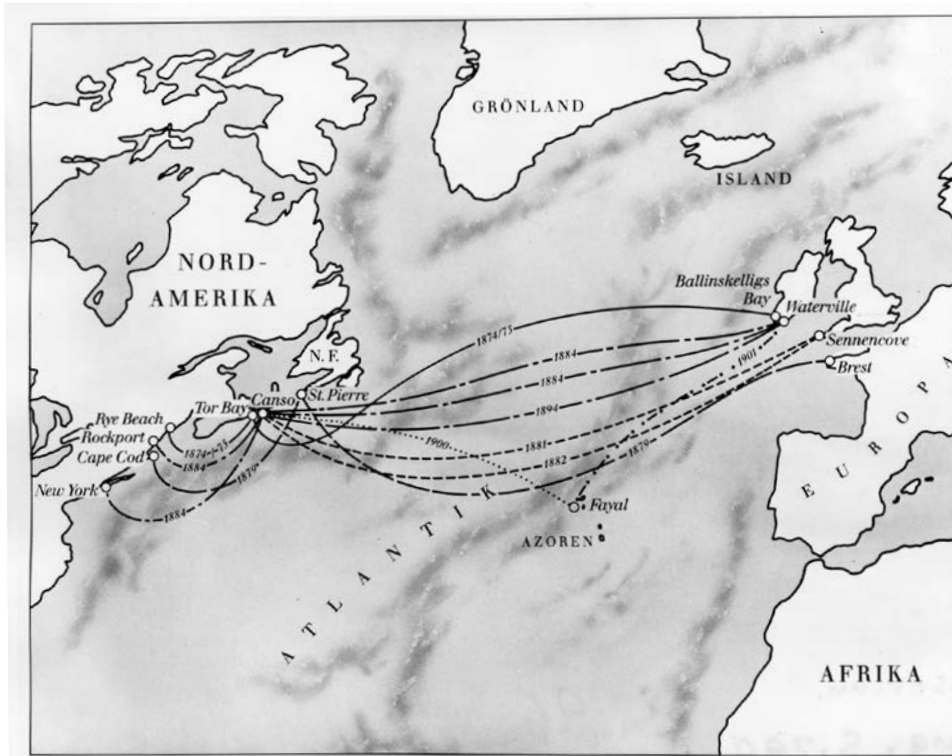 GRÖNLAND
ISLAND
NORD-
AMERIKA
Ballinskelligs
Bay
Waterville
Sennencove
Brest
1874/75
1884
1884
1894
1901
N.F.
St. Pierre
Canso
Tor Bay
Rye Beach
Rockport
Cape Cod
New York
1884
1879
1884
1900
1881
1882
1879
Fayal
AZOREN
ATLANTIK
EUROPA
AFRIKA